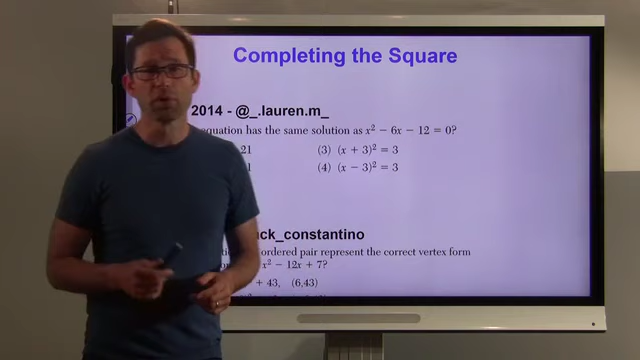 Completing the Square
2014 - @_.lauren.m_
equation has the same solution as x² − 6x − 12 = 0?
21 (3) (x + 3)² = 3
1 (4) (x − 3)² = 3
ck_constantino
ordered pair represent the correct vertex form
x² − 12x + 7?
+ 43, (6,43)